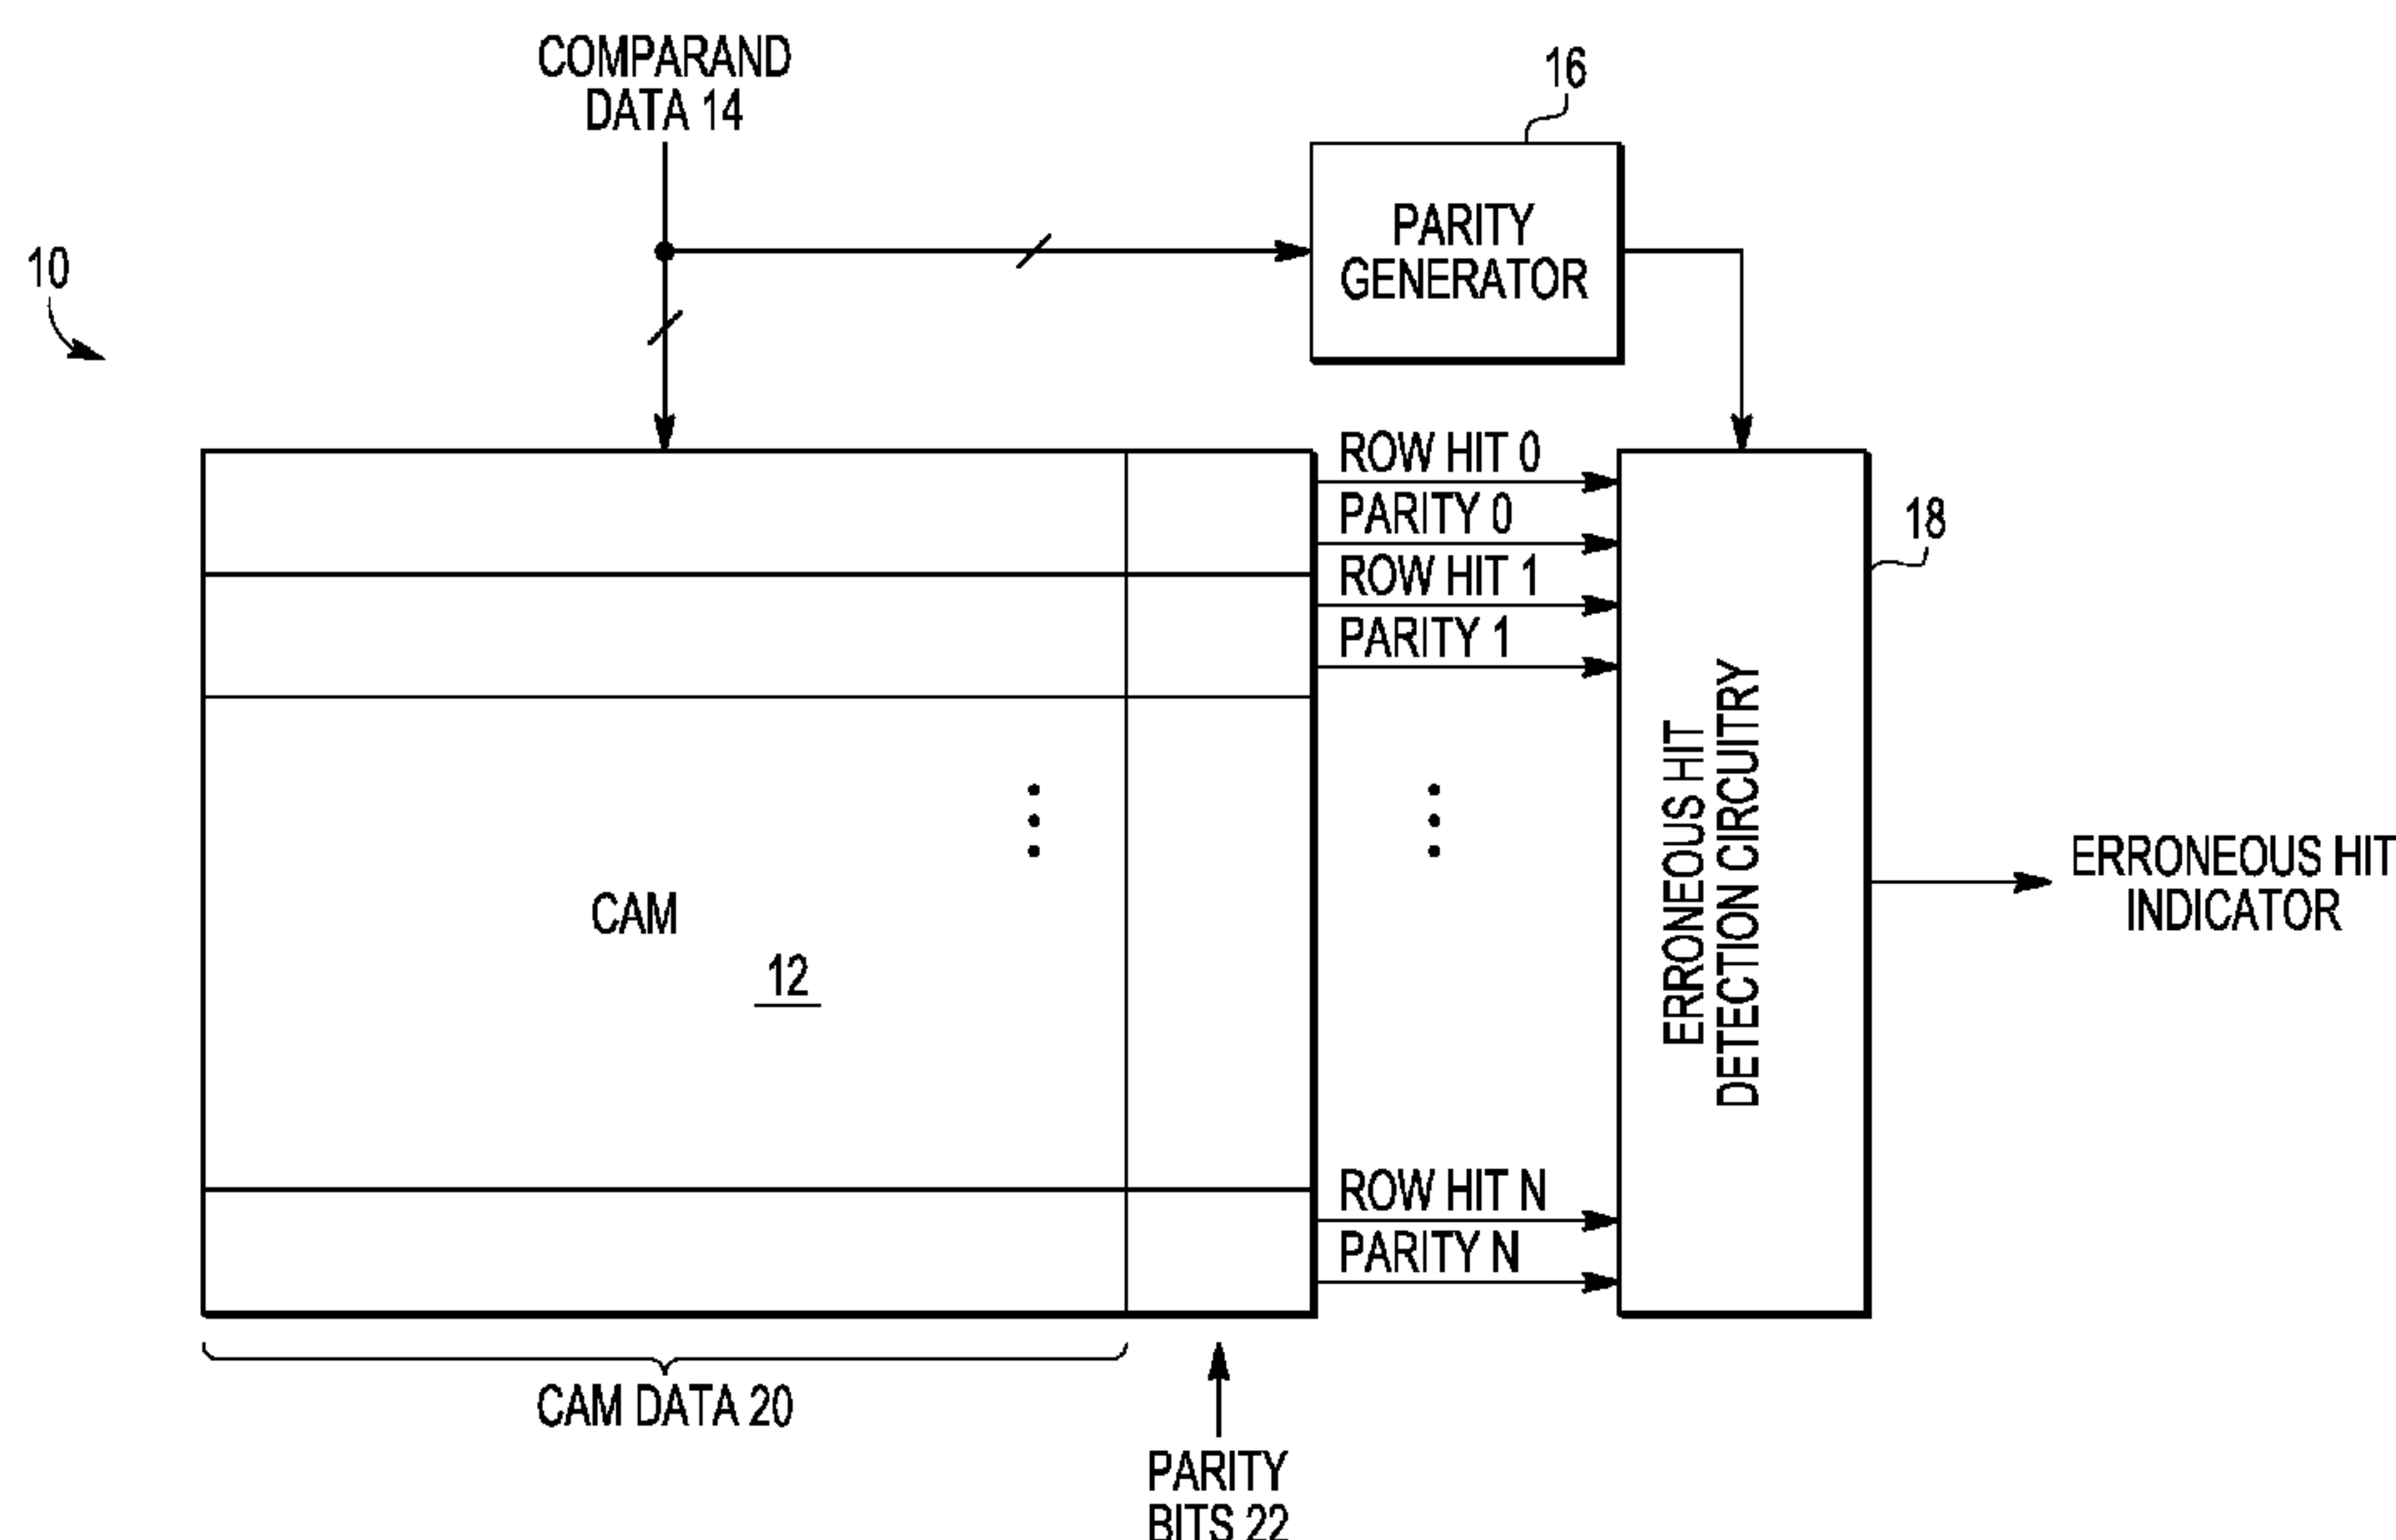 COMPARAND
DATA 14
16
PARITY
GENERATOR
10
ROW HIT 0
PARITY 0
ROW HIT 1
PARITY 1
18
ERRONEOUS HIT
DETECTION CIRCUITRY
ERRONEOUS HIT
INDICATOR
CAM
12
ROW HIT N
PARITY N
CAM DATA 20
PARITY
BITS 22